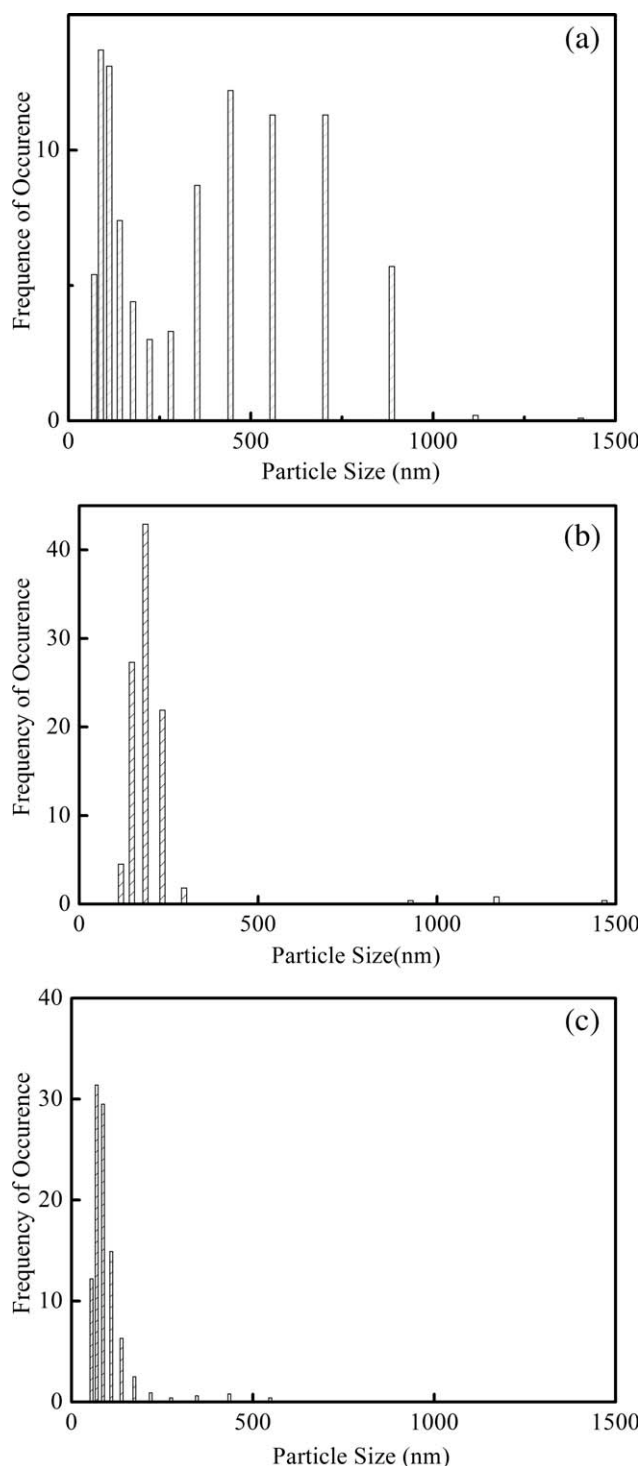 (a)
Frequence of Occurence
10
0
0
500
1000
1500
Particle Size (nm)
(b)
Frequency of Occurence
40
30
20
10
0
0
500
1000
1500
Particle Size(nm)
(c)
Frequency of Occurence
40
30
20
10
0
0
500
1000
1500
Particle Size (nm)